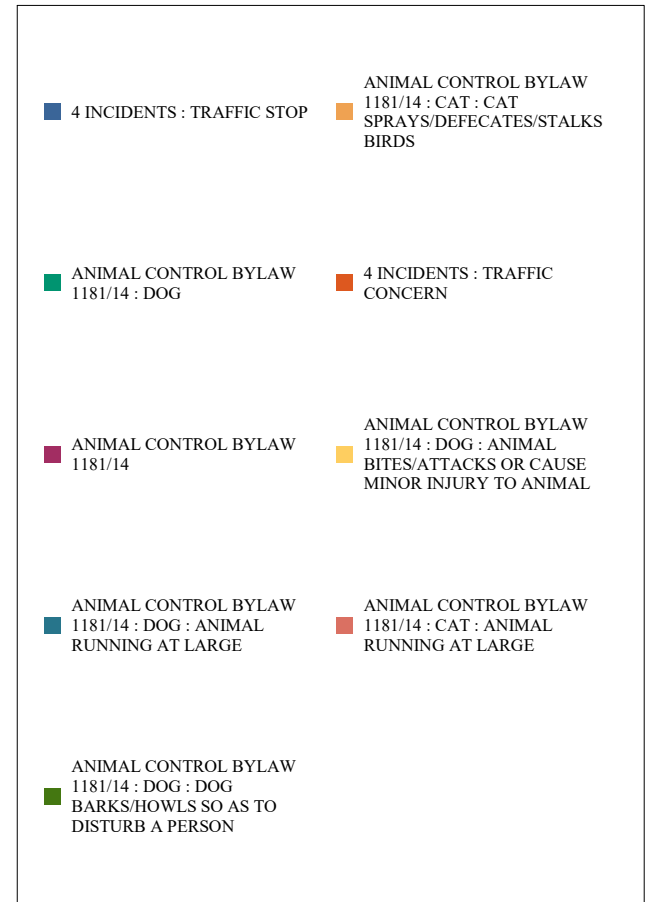 4 INCIDENTS : TRAFFIC STOP
ANIMAL CONTROL BYLAW
1181/14 : CAT : CAT
SPRAYS/DEFECATES/STALKS
BIRDS
ANIMAL CONTROL BYLAW
1181/14 : DOG
4 INCIDENTS : TRAFFIC
CONCERN
ANIMAL CONTROL BYLAW
1181/14
ANIMAL CONTROL BYLAW
1181/14 : DOG : ANIMAL
BITES/ATTACKS OR CAUSE
MINOR INJURY TO ANIMAL
ANIMAL CONTROL BYLAW
1181/14 : DOG : ANIMAL
RUNNING AT LARGE
ANIMAL CONTROL BYLAW
1181/14 : CAT : ANIMAL
RUNNING AT LARGE
ANIMAL CONTROL BYLAW
1181/14 : DOG : DOG
BARKS/HOWLS SO AS TO
DISTURB A PERSON